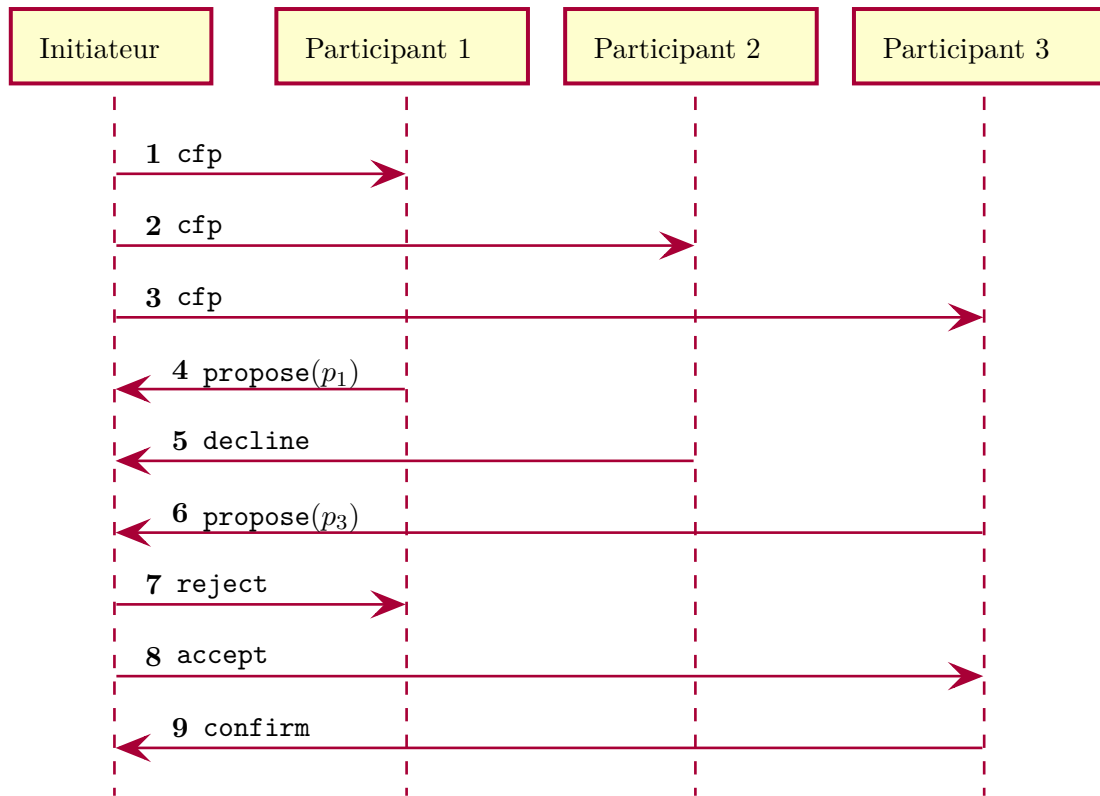 Initiateur
Participant 1
Participant 2
Participant 3
1 cfp
2 cfp
3 cfp
4 propose(p₁)
5 decline
6 propose(p₃)
7 reject
8 accept
9 confirm